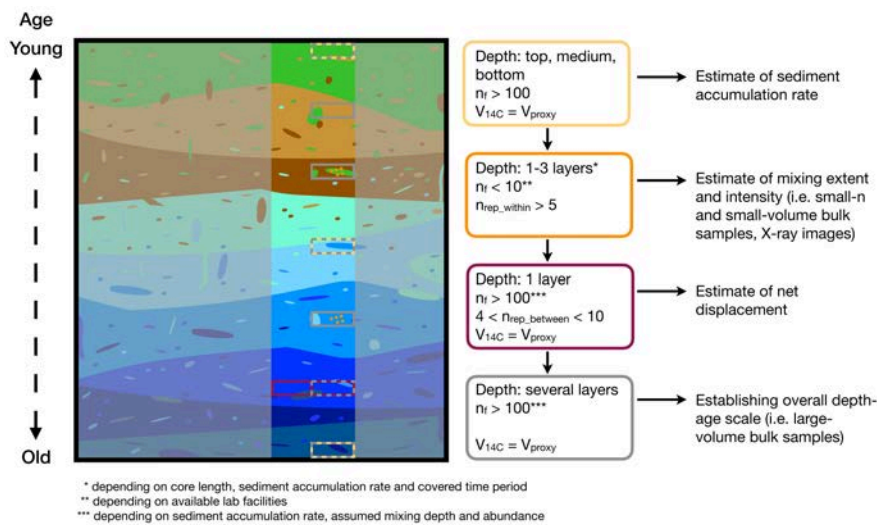 Age
Young
Old
Depth: top, medium,
bottom
nf > 100
V14C = Vproxy
Estimate of sediment
accumulation rate
Depth: 1-3 layers*
nf < 10**
nrep_within > 5
Estimate of mixing extent
and intensity (i.e. small-n
and small-volume bulk
samples, X-ray images)
Depth: 1 layer
nf > 100***
4 < nrep_between < 10
V14C = Vproxy
Estimate of net
displacement
Depth: several layers
nf > 100***
V14C = Vproxy
Establishing overall depth-
age scale (i.e. large-
volume bulk samples)
* depending on core length, sediment accumulation rate and covered time period
** depending on available lab facilities
*** depending on sediment accumulation rate, assumed mixing depth and abundance